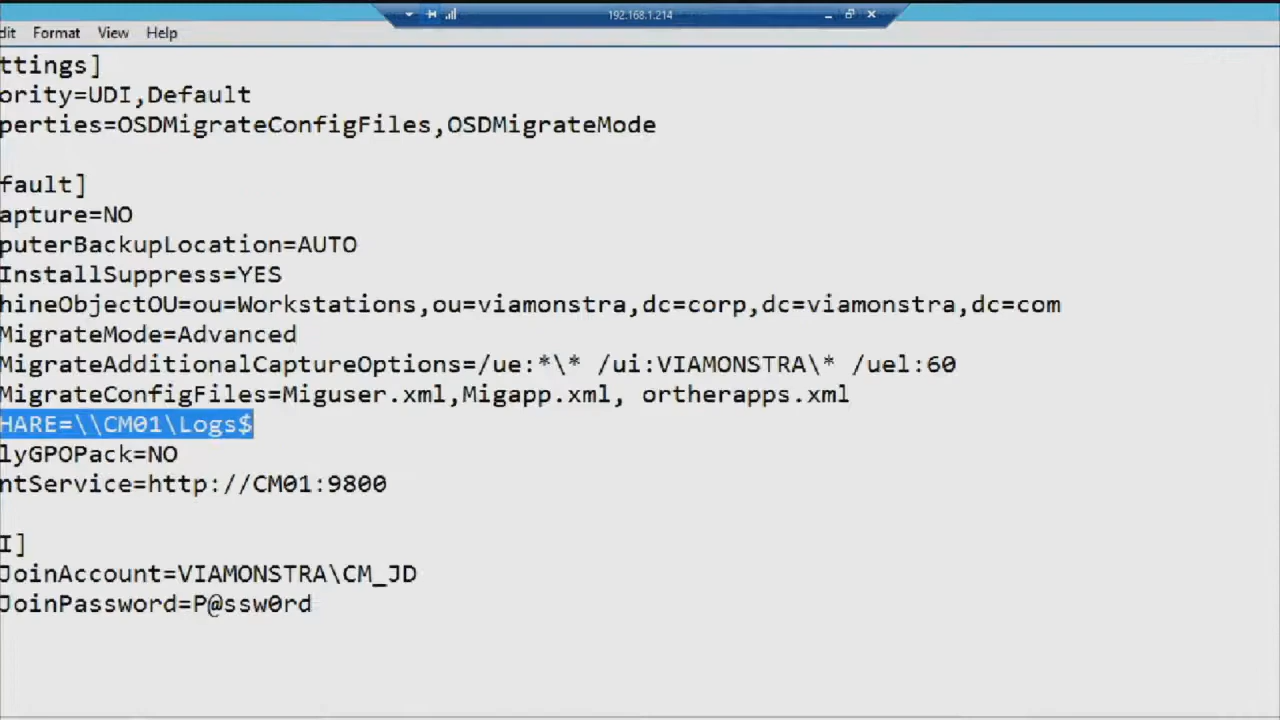 192.168.1.214
dit Format View Help
ttings]
ority=UDI,Default
perties=OSDMigrateConfigFiles,OSDMigrateMode
fault]
apture=NO
puterBackupLocation=AUTO
InstallSuppress=YES
hineObjectOU=ou=Workstations,ou=viamonstra,dc=corp,dc=viamonstra,dc=com
MigrateMode=Advanced
MigrateAdditionalCaptureOptions=/ue:*\* /ui:VIAMONSTRA\* /uel:60
MigrateConfigFiles=Miguser.xml,Migapp.xml, ortherapps.xml
HARE=\\CM01\Logs$
lyGPOPack=NO
ntService=http://CM01:9800
I]
JoinAccount=VIAMONSTRA\CM_JD
JoinPassword=P@ssw0rd